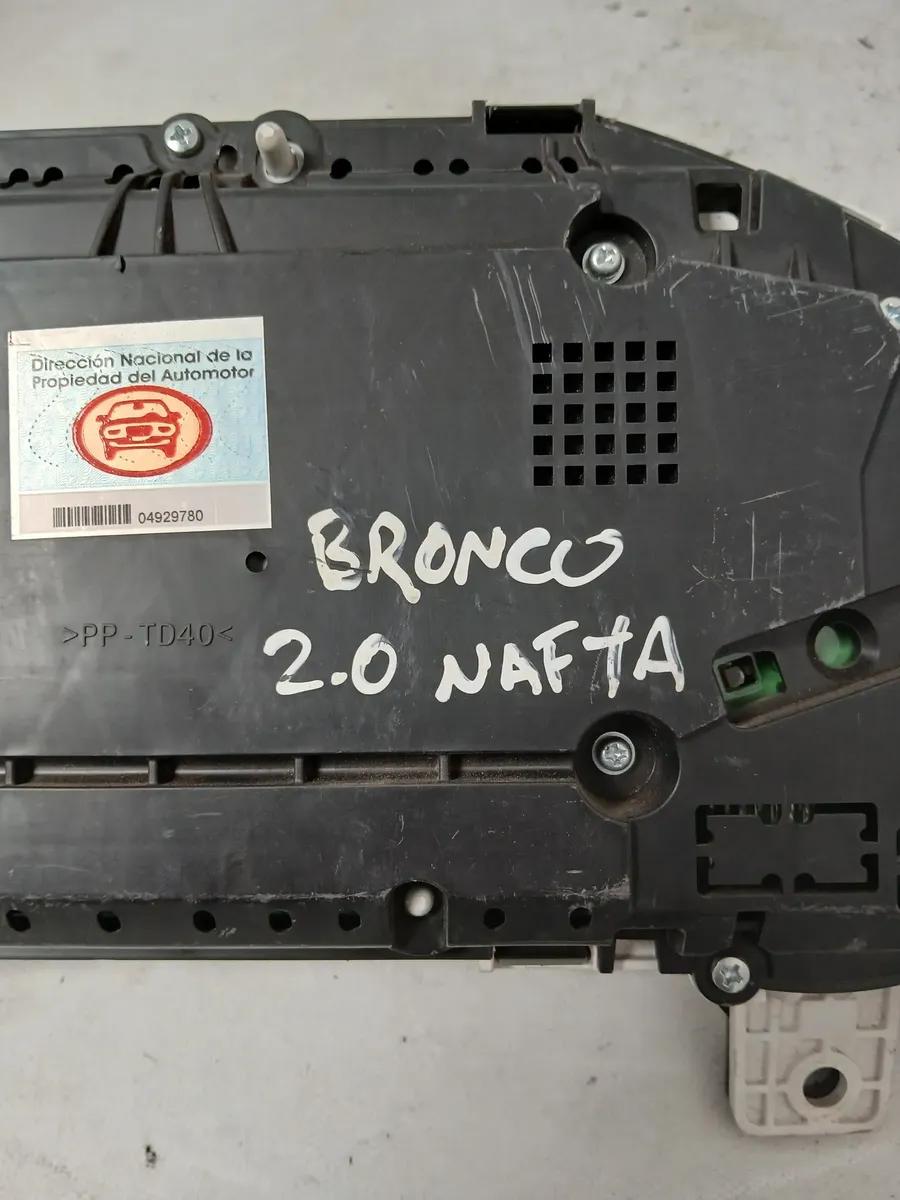 Dirección Nacional de la
Propiedad del Automotor
04929780
BRONCO
>PP-TD40<
2.0 NAFTA